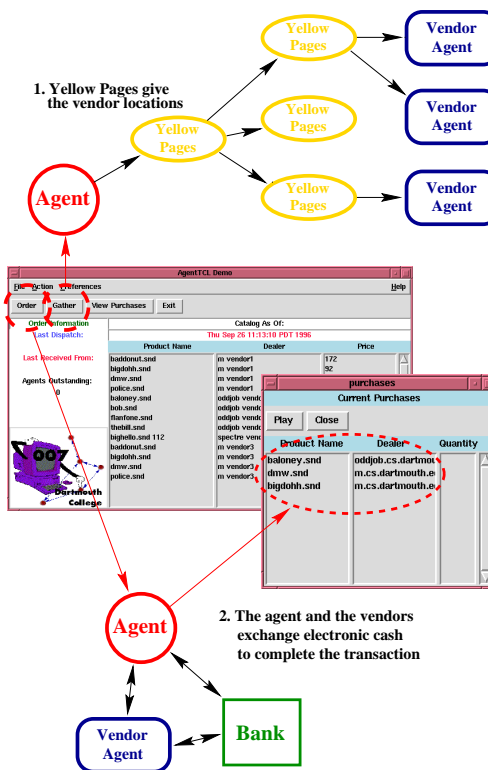 Yellow
Pages
Vendor
Agent
1. Yellow Pages give
the vendor locations
Yellow
Pages
Yellow
Pages
Vendor
Agent
Agent
Yellow
Pages
Vendor
Agent
AgentTCL Demo
File Action Preferences Help
Order Gather View Purchases Exit
Order Information
Last Dispatch:
Last Received From:
Agents Outstanding:
0
007
Dartmouth
College
Catalog As Of:
Thu Sep 26 11:13:10 PDT 1996
Product Name Dealer Price
baddonut.snd m vendor1 172
bigdohh.snd m vendor1 92
dmw.snd m vendor1
police.snd m vendor1
baloney.snd oddjob vend
bob.snd oddjob vend
flanfone.snd oddjob vend
thebill.snd oddjob vend
bighello.snd 112 spectre vend
baddonut.snd m vendor3
bigdohh.snd m vendor3
dmw.snd m vendor3
police.snd m vendor3
purchases
Current Purchases
Play Close
Product Name Dealer Quantity
baloney.snd oddjob.cs.dartmou
dmw.snd m.cs.dartmouth.e
bigdohh.snd m.cs.dartmouth.e
Agent
2. The agent and the vendors
exchange electronic cash
to complete the transaction
Vendor
Agent
Bank